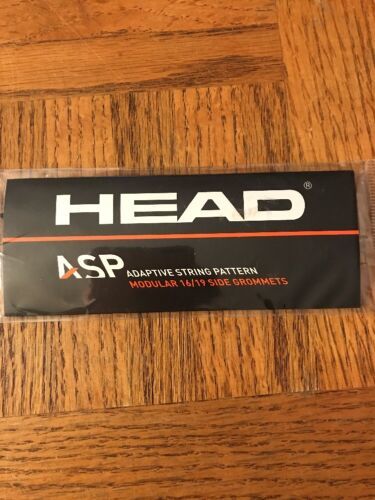 HEAD®
ASP ADAPTIVE STRING PATTERN
MODULAR 16/19 SIDE GROMMETS